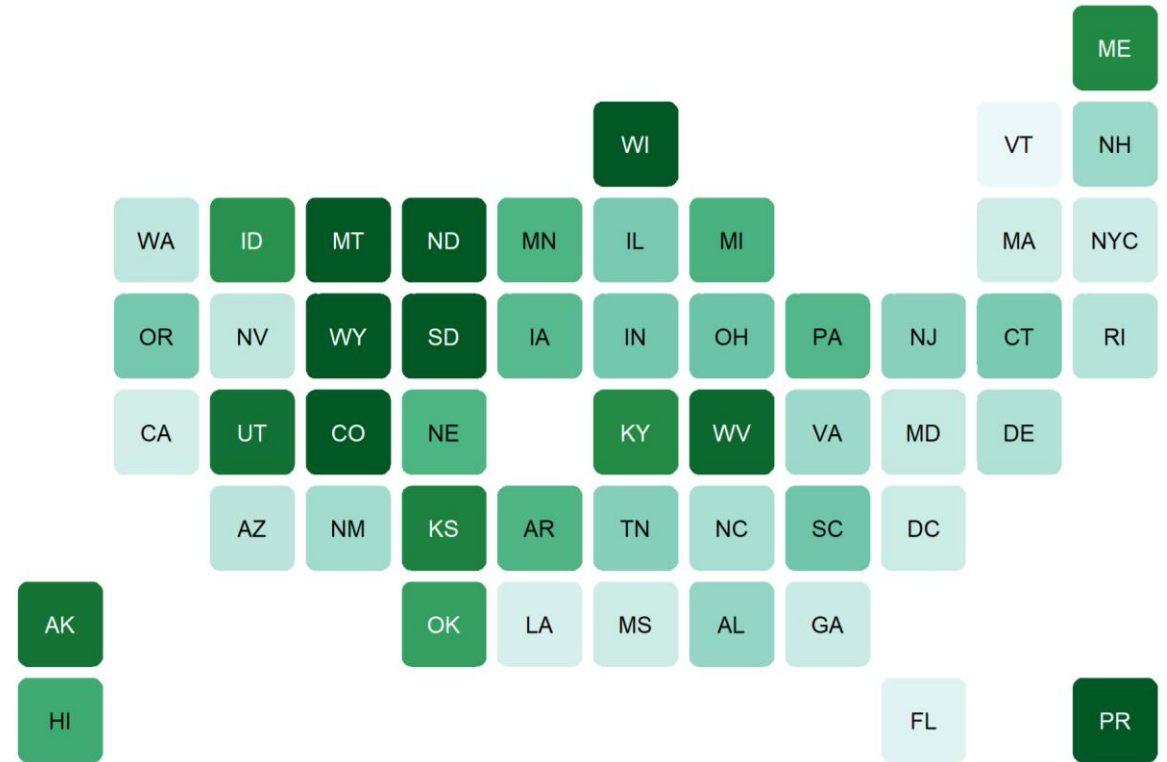 ME
WI VT NH
WA ID MT ND MN IL MI MA NYC
OR NV WY SD IA IN OH PA NJ CT RI
CA UT CO NE KY WV VA MD DE
AZ NM KS AR TN NC SC DC
AK OK LA MS AL GA
HI FL PR